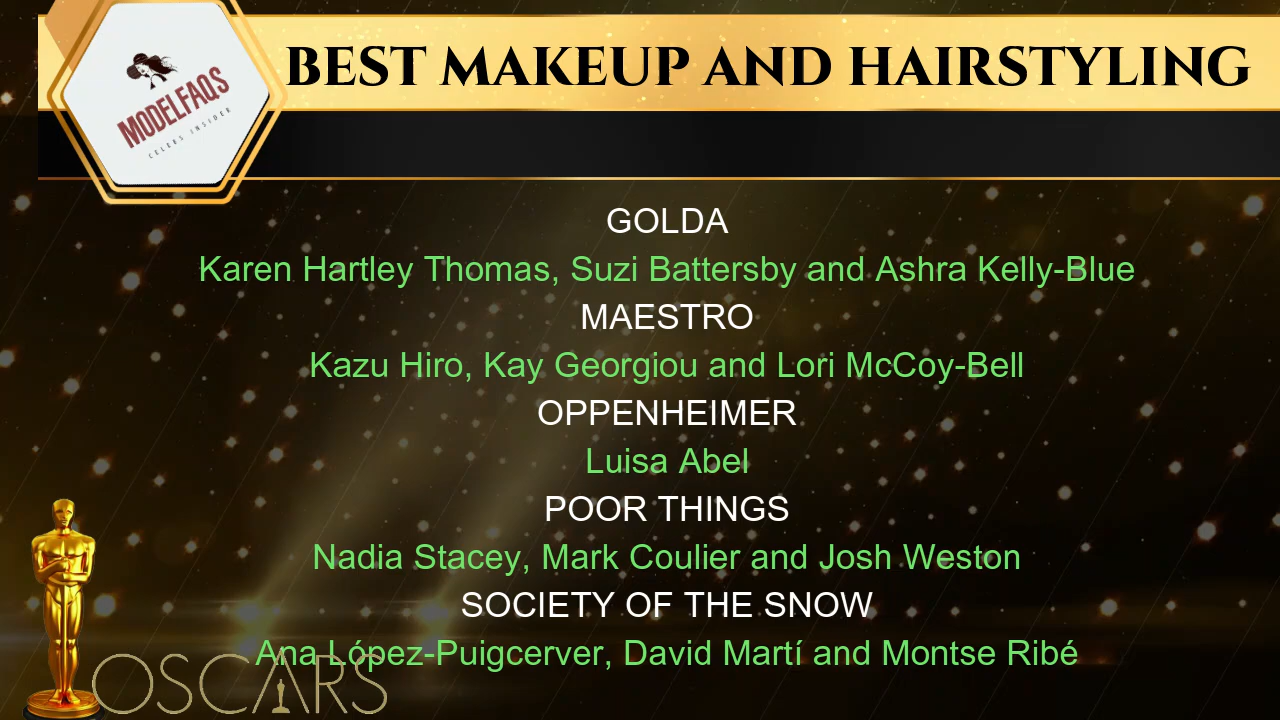 BEST MAKEUP AND HAIRSTYLING
MODELFAQS
CELEBS INSIDER
GOLDA
Karen Hartley Thomas, Suzi Battersby and Ashra Kelly-Blue
MAESTRO
Kazu Hiro, Kay Georgiou and Lori McCoy-Bell
OPPENHEIMER
Luisa Abel
POOR THINGS
Nadia Stacey, Mark Coulier and Josh Weston
SOCIETY OF THE SNOW
Ana López-Puigcerver, David Martí and Montse Ribé
OSCARS